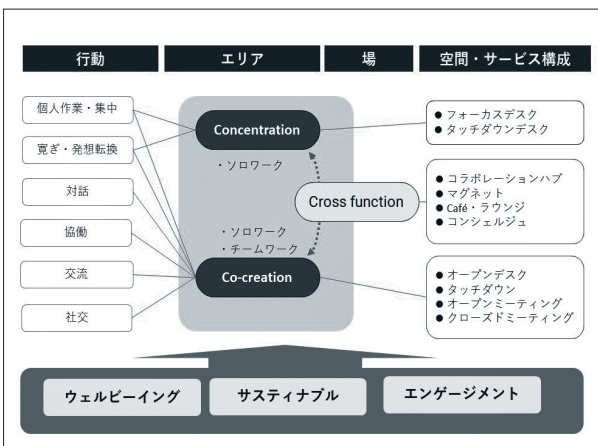 行動
エリア
場
空間・サービス構成
個人作業・集中
寛ぎ・発想転換
対話
協働
交流
社交
Concentration
・ソロワーク
Cross function
・ソロワーク
・チームワーク
Co-creation
● フォーカスデスク
● タッチダウンデスク
● コラボレーションハブ
● マグネット
● Café・ラウンジ
● コンシェルジュ
● オープンデスク
● タッチダウン
● オープンミーティング
● クローズドミーティング
ウェルビーイング
サスティナブル
エンゲージメント